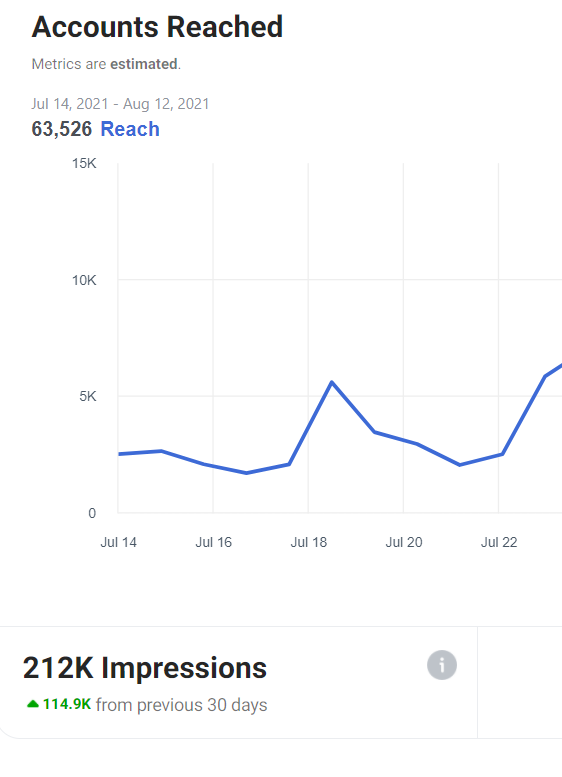 Accounts Reached
Metrics are estimated.
Jul 14, 2021 - Aug 12, 2021
63,526 Reach
15K
10K
5K
0
Jul 14 Jul 16 Jul 18 Jul 20 Jul 22
212K Impressions
114.9K from previous 30 days